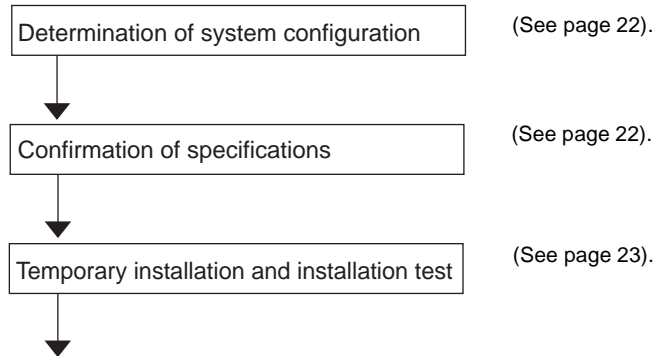 Determination of system configuration (See page 22).
Confirmation of specifications (See page 22).
Temporary installation and installation test (See page 23).